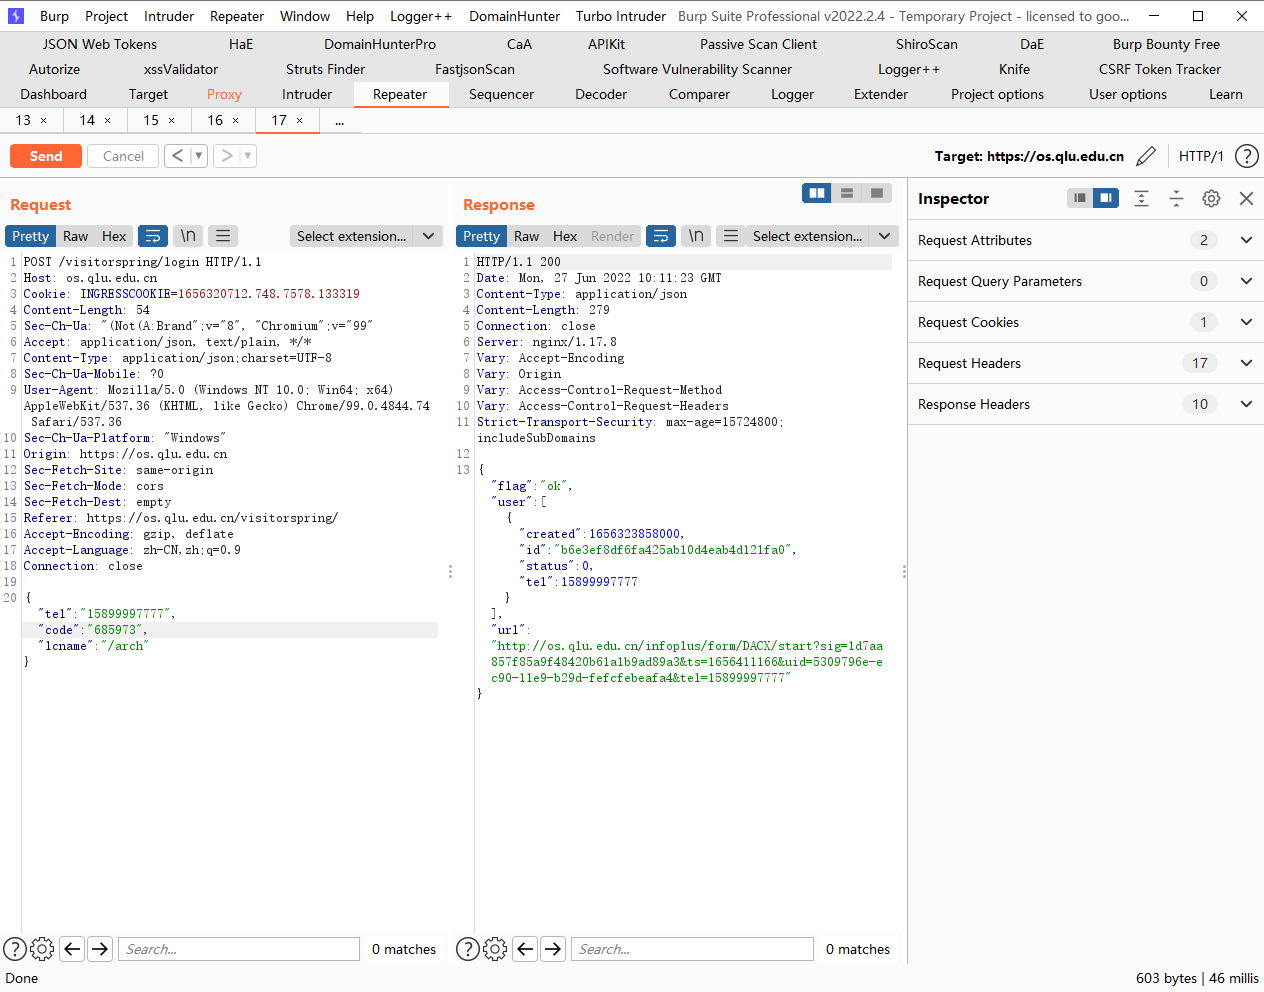 Burp Project Intruder Repeater Window Help Logger++ DomainHunter Turbo Intruder Burp Suite Professional v2022.2.4 - Temporary Project - licensed to goo...
JSON Web Tokens HaE DomainHunterPro CaA APIKit Passive Scan Client ShiroScan DaE Burp Bounty Free
Autorize xssValidator Struts Finder FastjsonScan Software Vulnerability Scanner Logger++ Knife CSRF Token Tracker
Dashboard Target Proxy Intruder Repeater Sequencer Decoder Comparer Logger Extender Project options User options Learn
13 × 14 × 15 × 16 × 17 × ...
Send Cancel < > Target: https://os.qlu.edu.cn HTTP/1 ?
Request
Pretty Raw Hex \n Select extension...
1 POST /visitorspring/login HTTP/1.1
2 Host: os.qlu.edu.cn
3 Cookie: INGRESSCOOKIE=1656320712.748.7578.133319
4 Content-Length: 54
5 Sec-Ch-Ua: "(Not(A:Brand";v="8", "Chromium";v="99"
6 Accept: application/json, text/plain, */*
7 Content-Type: application/json;charset=UTF-8
8 Sec-Ch-Ua-Mobile: ?0
9 User-Agent: Mozilla/5.0 (Windows NT 10.0; Win64; x64)
AppleWebKit/537.36 (KHTML, like Gecko) Chrome/99.0.4844.74
Safari/537.36
10 Sec-Ch-Ua-Platform: "Windows"
11 Origin: https://os.qlu.edu.cn
12 Sec-Fetch-Site: same-origin
13 Sec-Fetch-Mode: cors
14 Sec-Fetch-Dest: empty
15 Referer: https://os.qlu.edu.cn/visitorspring/
16 Accept-Encoding: gzip, deflate
17 Accept-Language: zh-CN,zh;q=0.9
18 Connection: close
19
20 {
"tel":"15899997777",
"code":"685973",
"lcname":"/arch"
}
? Search... 0 matches
Response
Pretty Raw Hex Render \n Select extension...
1 HTTP/1.1 200
2 Date: Mon, 27 Jun 2022 10:11:23 GMT
3 Content-Type: application/json
4 Content-Length: 279
5 Connection: close
6 Server: nginx/1.17.8
7 Vary: Accept-Encoding
8 Vary: Origin
9 Vary: Access-Control-Request-Method
10 Vary: Access-Control-Request-Headers
11 Strict-Transport-Security: max-age=15724800;
includeSubDomains
12
13 {
"flag":"ok",
"user":[
{
"created":1656323858000,
"id":"b6e3ef8df6fa425ab10d4eab4d121fa0",
"status":0,
"tel":15899997777
}
],
"url":
"http://os.qlu.edu.cn/infoplus/form/DACX/start?sig=1d7aa
857f85a9f48420b61a1b9ad89a3&ts=1656411166&uid=5309796e-e
c90-11e9-b29d-fefcfebeafa4&tel=15899997777"
}
? Search... 0 matches
Inspector
Request Attributes 2
Request Query Parameters 0
Request Cookies 1
Request Headers 17
Response Headers 10
Done 603 bytes | 46 millis